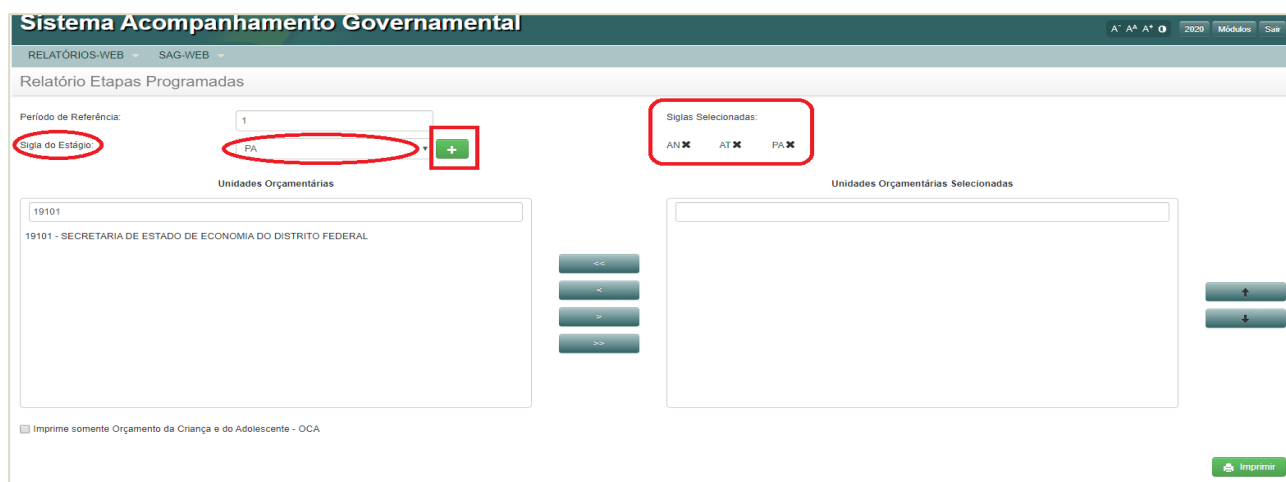 Sistema Acompanhamento Governamental
A- AA A+ 2020 Módulos Sair
RELATÓRIOS-WEB SAG-WEB
Relatório Etapas Programadas
Período de Referência: 1 Siglas Selecionadas:
Sigla do Estágio: PA + AN ✖ AT ✖ PA ✖
Unidades Orçamentárias Unidades Orçamentárias Selecionadas
19101
19101 - SECRETARIA DE ESTADO DE ECONOMIA DO DISTRITO FEDERAL
<<
<
>
>>
Imprime somente Orçamento da Criança e do Adolescente - OCA
Imprimir